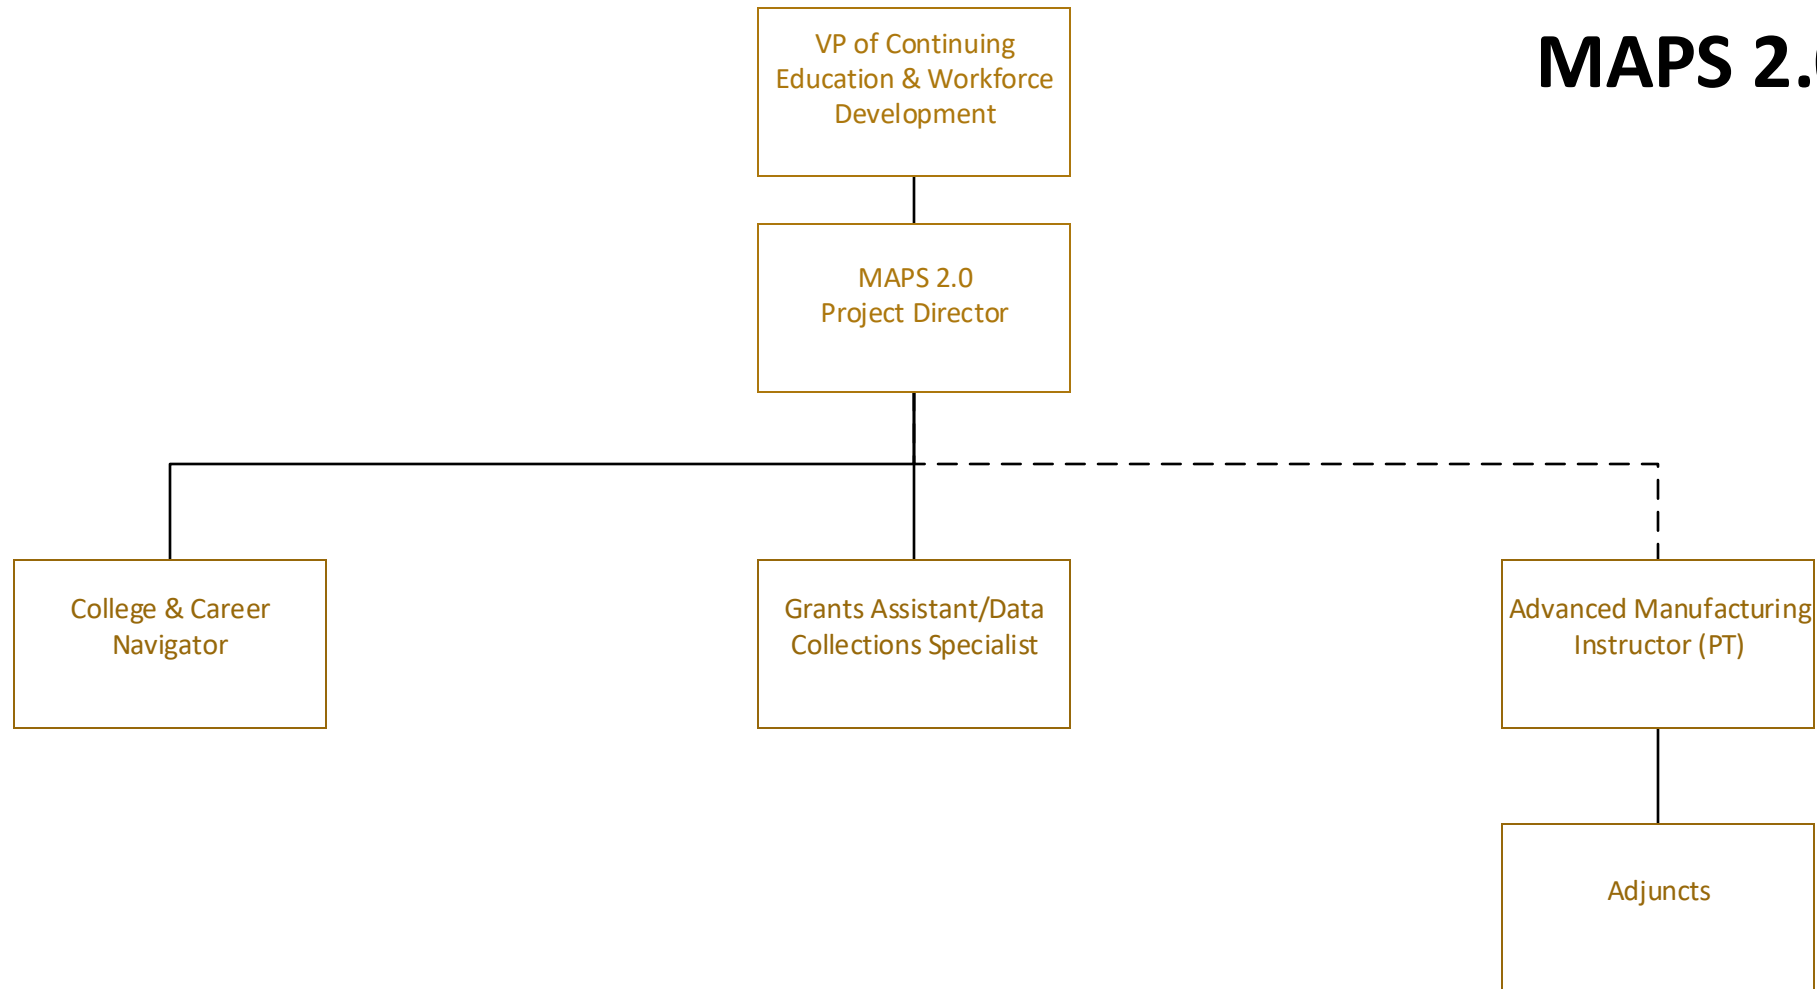 MAPS 2.0
VP of Continuing
Education & Workforce
Development
MAPS 2.0
Project Director
College & Career
Navigator
Grants Assistant/Data
Collections Specialist
Advanced Manufacturing
Instructor (PT)
Adjuncts